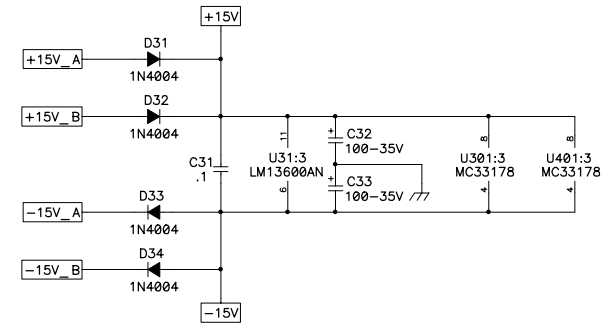 +15V
D31
+15V_A
1N4004
D32
+15V_B
1N4004
11
+
C32
100-35V
8
8
C31
.1
U31:3
LM13600AN
U301:3
MC33178
U401:3
MC33178
+
C33
100-35V
6
4
4
D33
-15V_A
1N4004
D34
-15V_B
1N4004
-15V